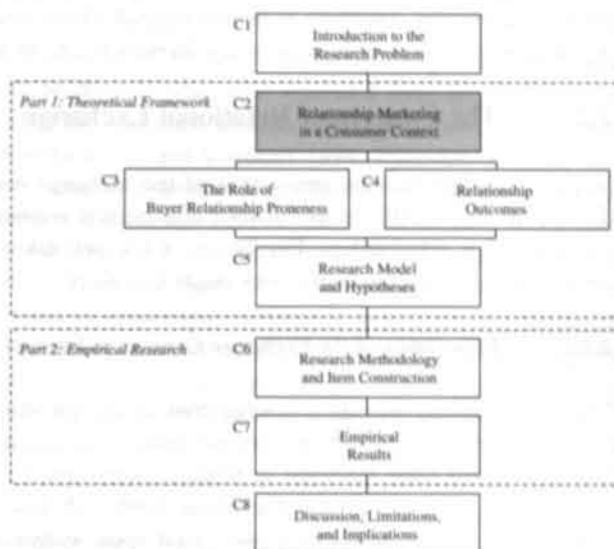 C1
Introduction to the
Research Problem
Part 1: Theoretical Framework
C2
Relationship Marketing
in a Consumer Context
C3
The Role of
Buyer Relationship Proneness
C4
Relationship
Outcomes
C5
Research Model
and Hypotheses
Part 2: Empirical Research
C6
Research Methodology
and Item Construction
C7
Empirical
Results
C8
Discussion, Limitations,
and Implications